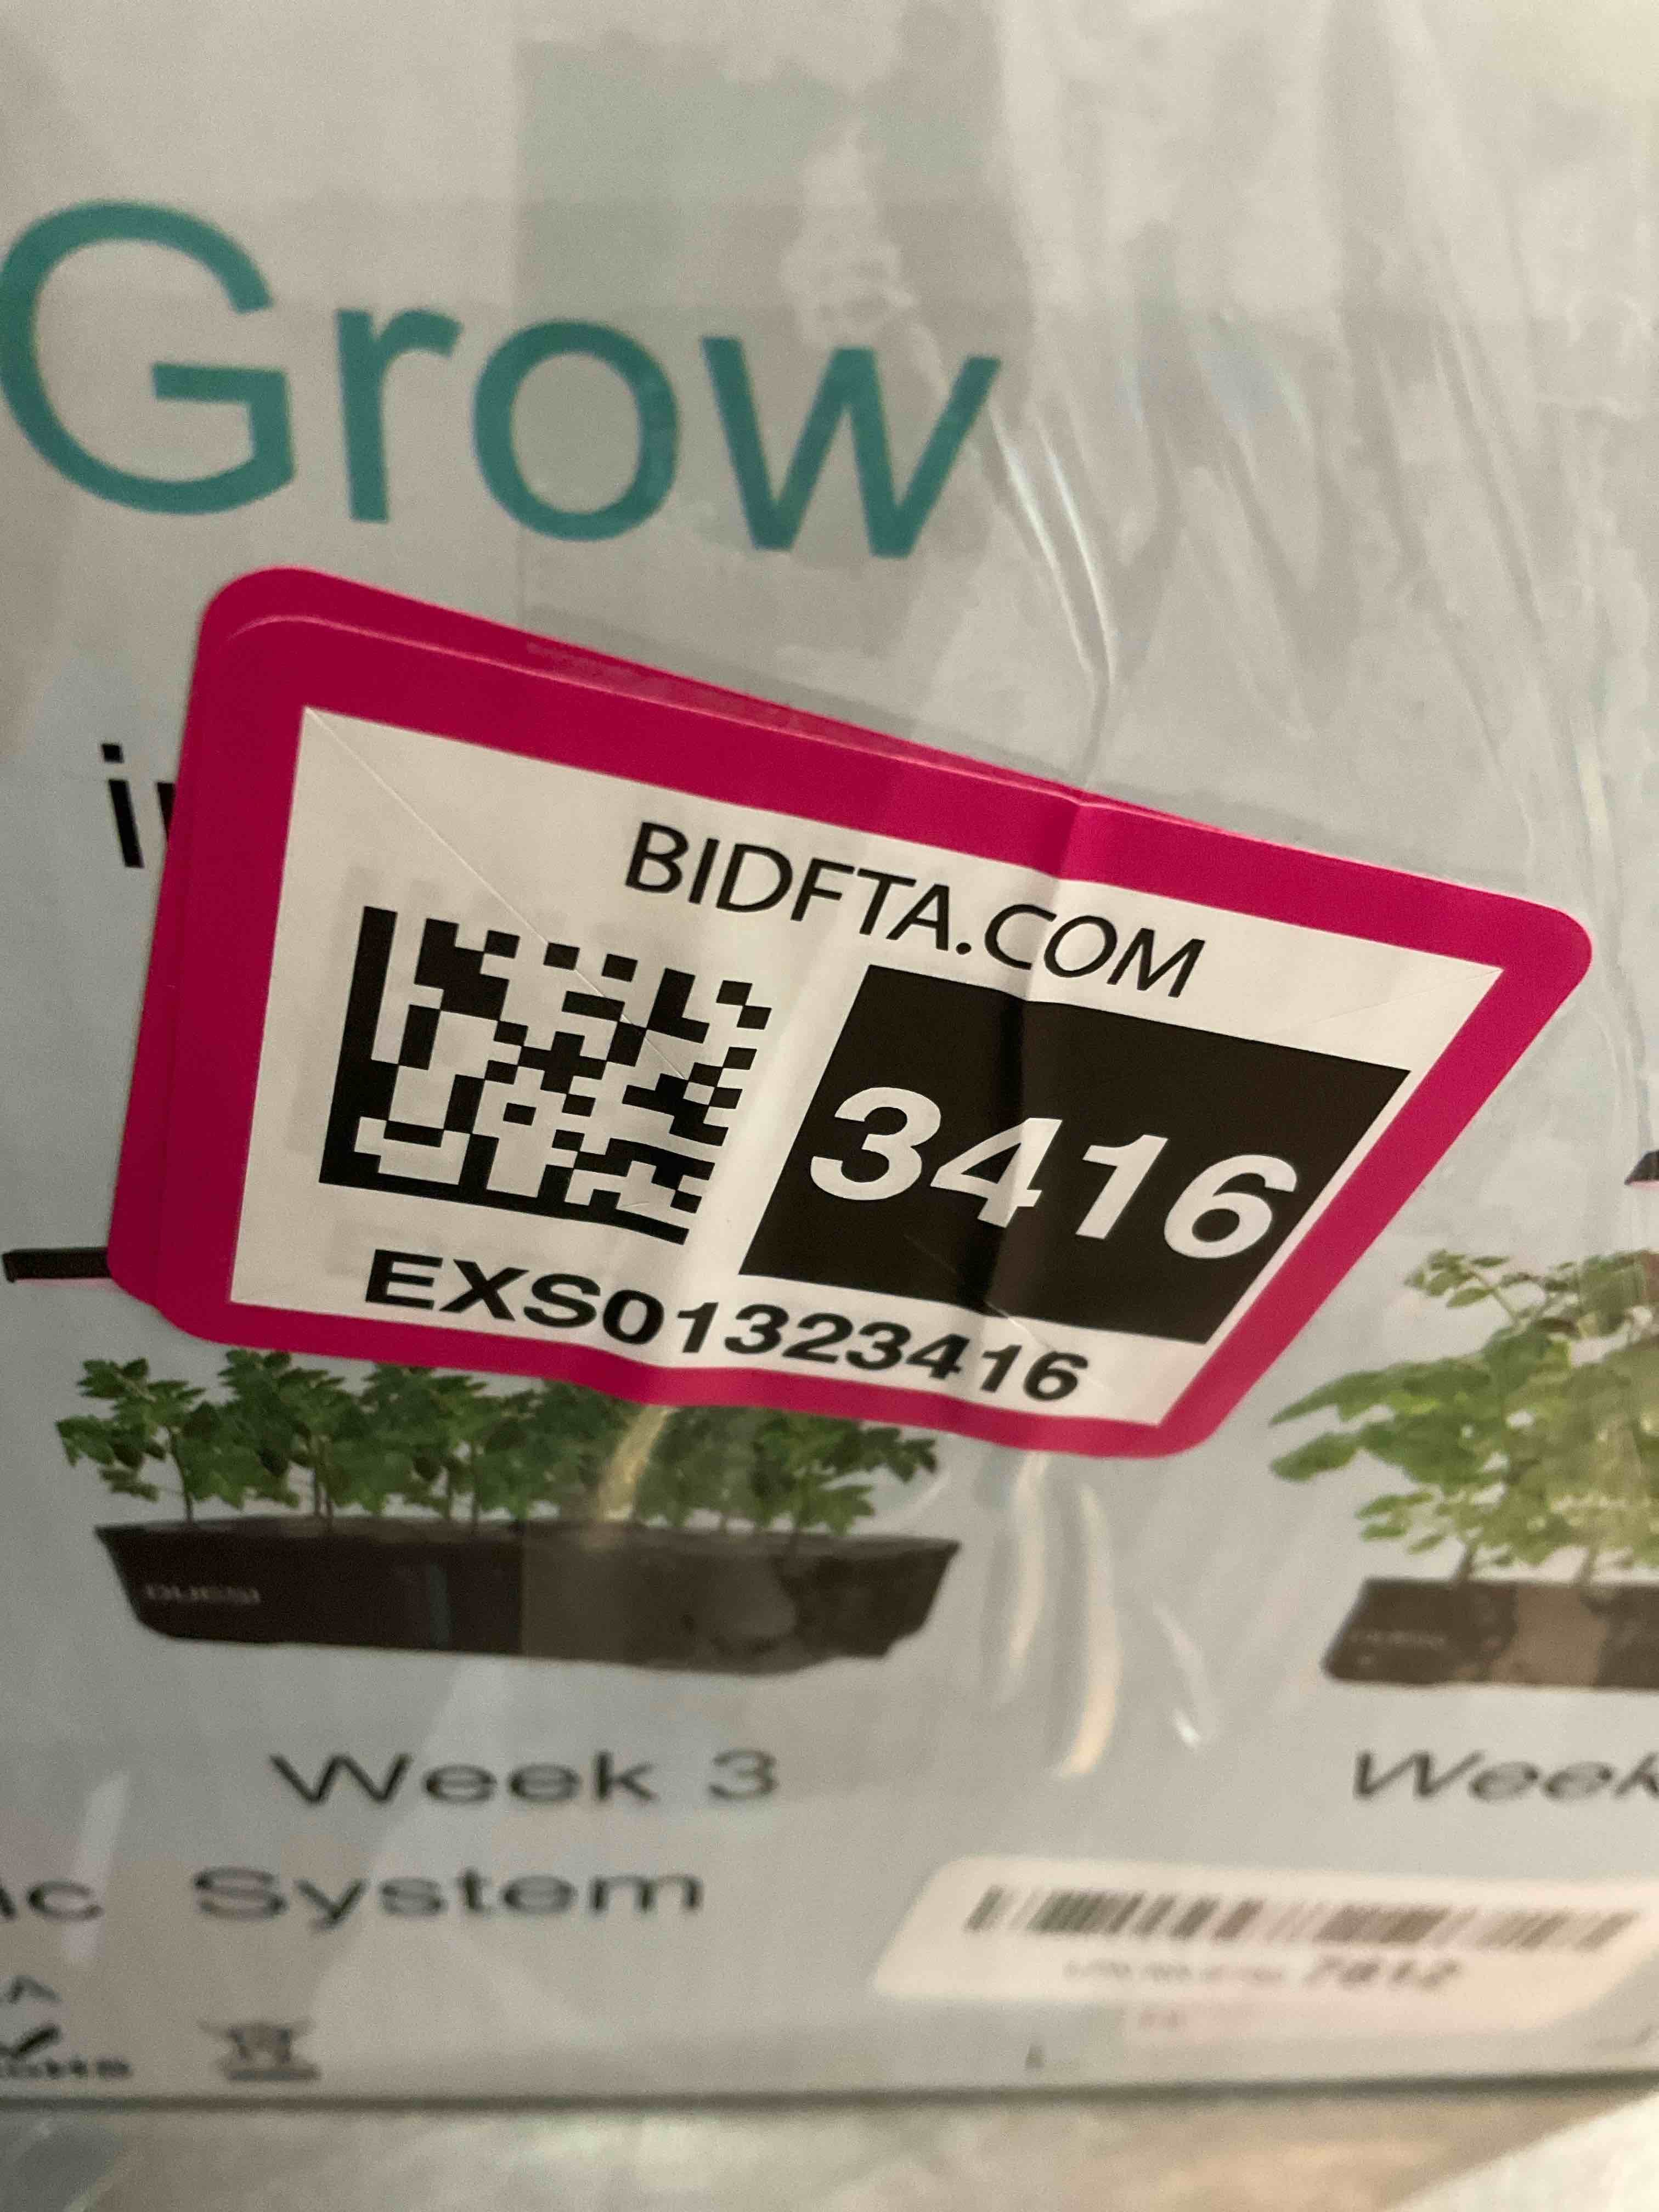 Grow
BIDFTA.COM
3416
EXS01323416
Week 3
Week
System